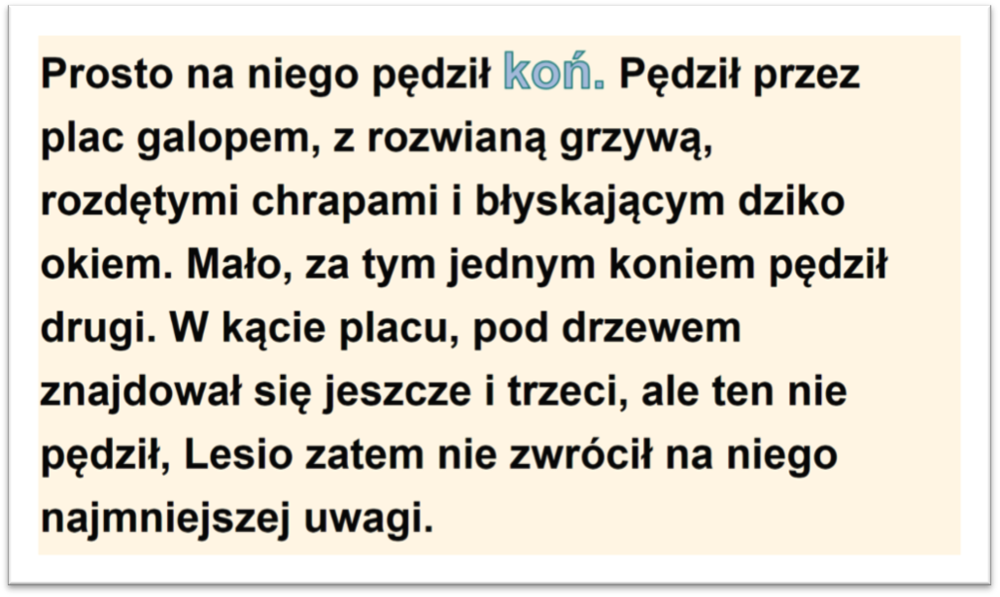 Prosto na niego pędził koń. Pędził przez
plac galopem, z rozwianą grzywą,
rozdętymi chrapami i błyskającym dziko
okiem. Mało, za tym jednym koniem pędził
drugi. W kącie placu, pod drzewem
znajdował się jeszcze i trzeci, ale ten nie
pędził, Lesio zatem nie zwrócił na niego
najmniejszej uwagi.